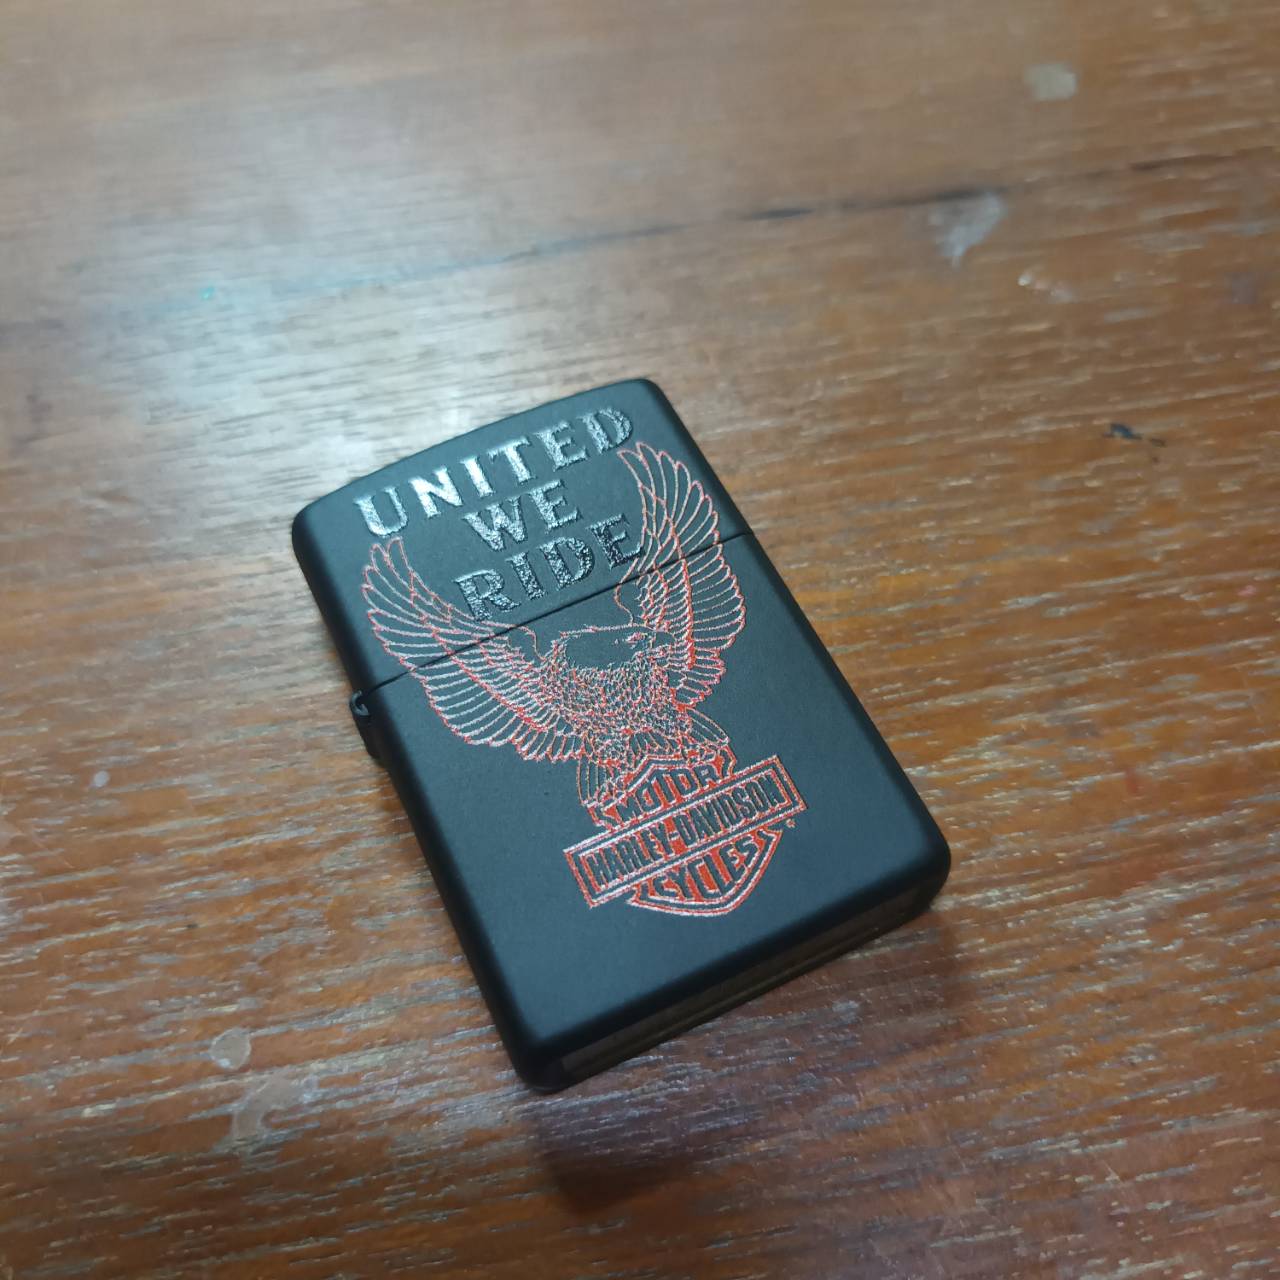 UNITED
WE
RIDE
MOTOR
HARLEY-DAVIDSON
CYCLES